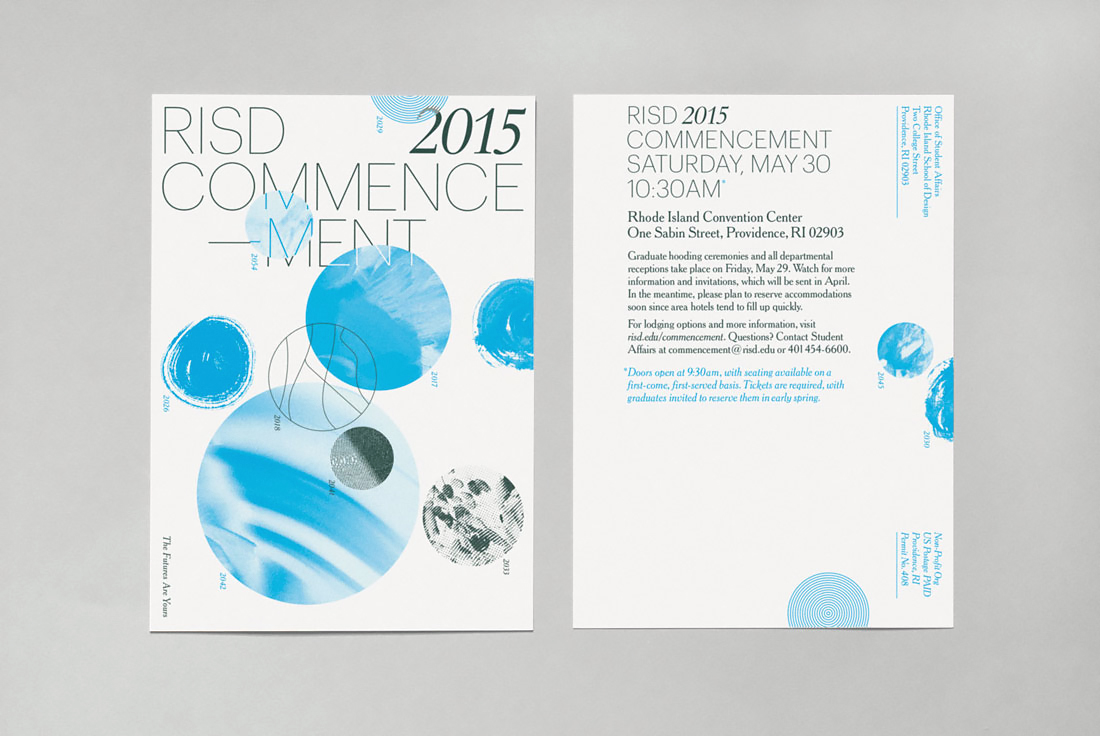 RISD 2015
COMMENCE
—MENT
2029
2054
2017
2026
2018
2041
2033
2042
The Futures Are Yours
RISD 2015
COMMENCEMENT
SATURDAY, MAY 30
10:30AM*
Rhode Island Convention Center
One Sabin Street, Providence, RI 02903
Graduate hooding ceremonies and all departmental
receptions take place on Friday, May 29. Watch for more
information and invitations, which will be sent in April.
In the meantime, please plan to reserve accommodations
soon since area hotels tend to fill up quickly.
For lodging options and more information, visit
risd.edu/commencement. Questions? Contact Student
Affairs at commencement@risd.edu or 401 454-6600.
*Doors open at 9:30am, with seating available on a
first-come, first-served basis. Tickets are required, with
graduates invited to reserve them in early spring.
Office of Student Affairs
Rhode Island School of Design
Two College Street
Providence, RI 02903
2045
2030
Non-Profit Org
US Postage PAID
Providence, RI
Permit No. 408